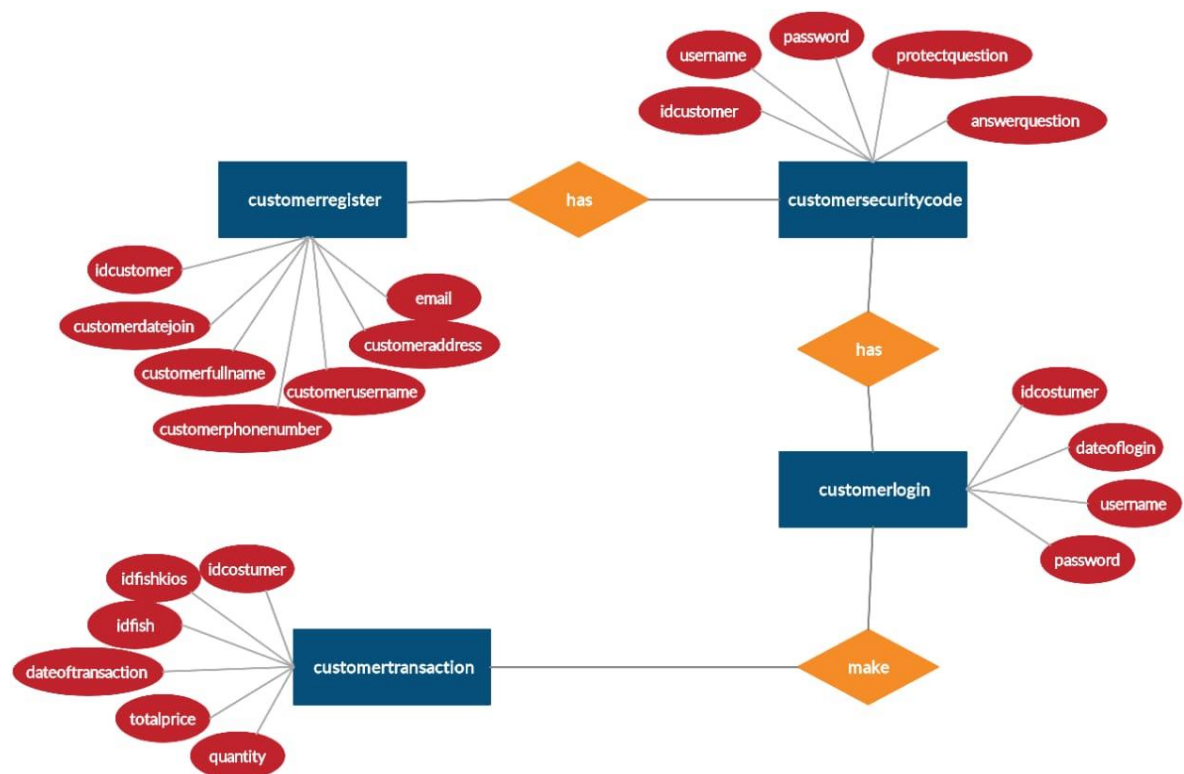 password
username
protectquestion
idcustomer
answerquestion
customerregister
has
customersecuritycode
idcustomer
email
customerdatejoin
customeraddress
customerfullname
customerusername
customerphonenumber
has
idcostumer
dateoflogin
customerlogin
username
password
idcostumer
idfishkios
idfish
dateoftransaction
customertransaction
make
totalprice
quantity